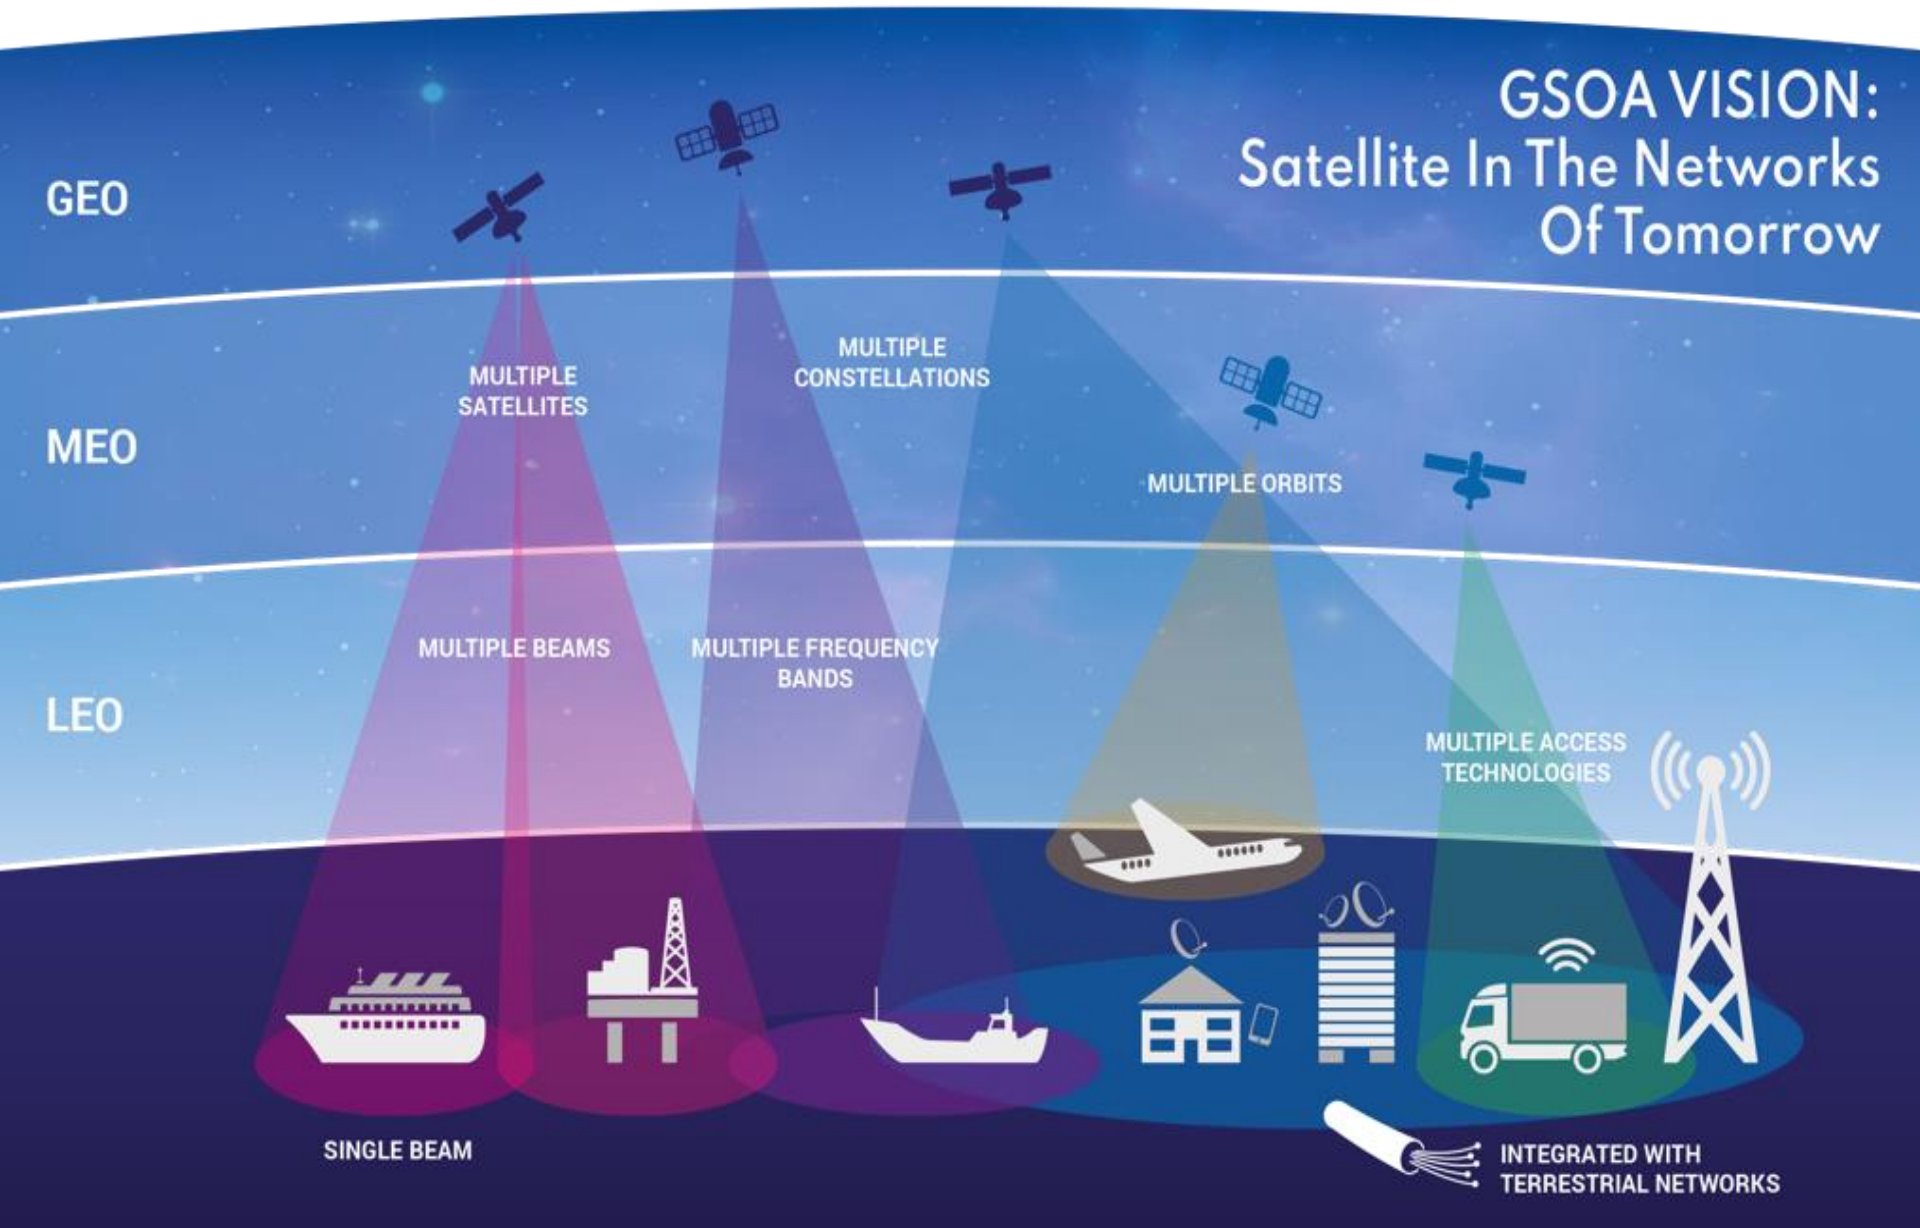 GSOA VISION:
Satellite In The Networks
Of Tomorrow
GEO
MULTIPLE
CONSTELLATIONS
MULTIPLE
SATELLITES
MEO
MULTIPLE ORBITS
MULTIPLE BEAMS
MULTIPLE FREQUENCY
BANDS
LEO
MULTIPLE ACCESS
TECHNOLOGIES
SINGLE BEAM
INTEGRATED WITH
TERRESTRIAL NETWORKS